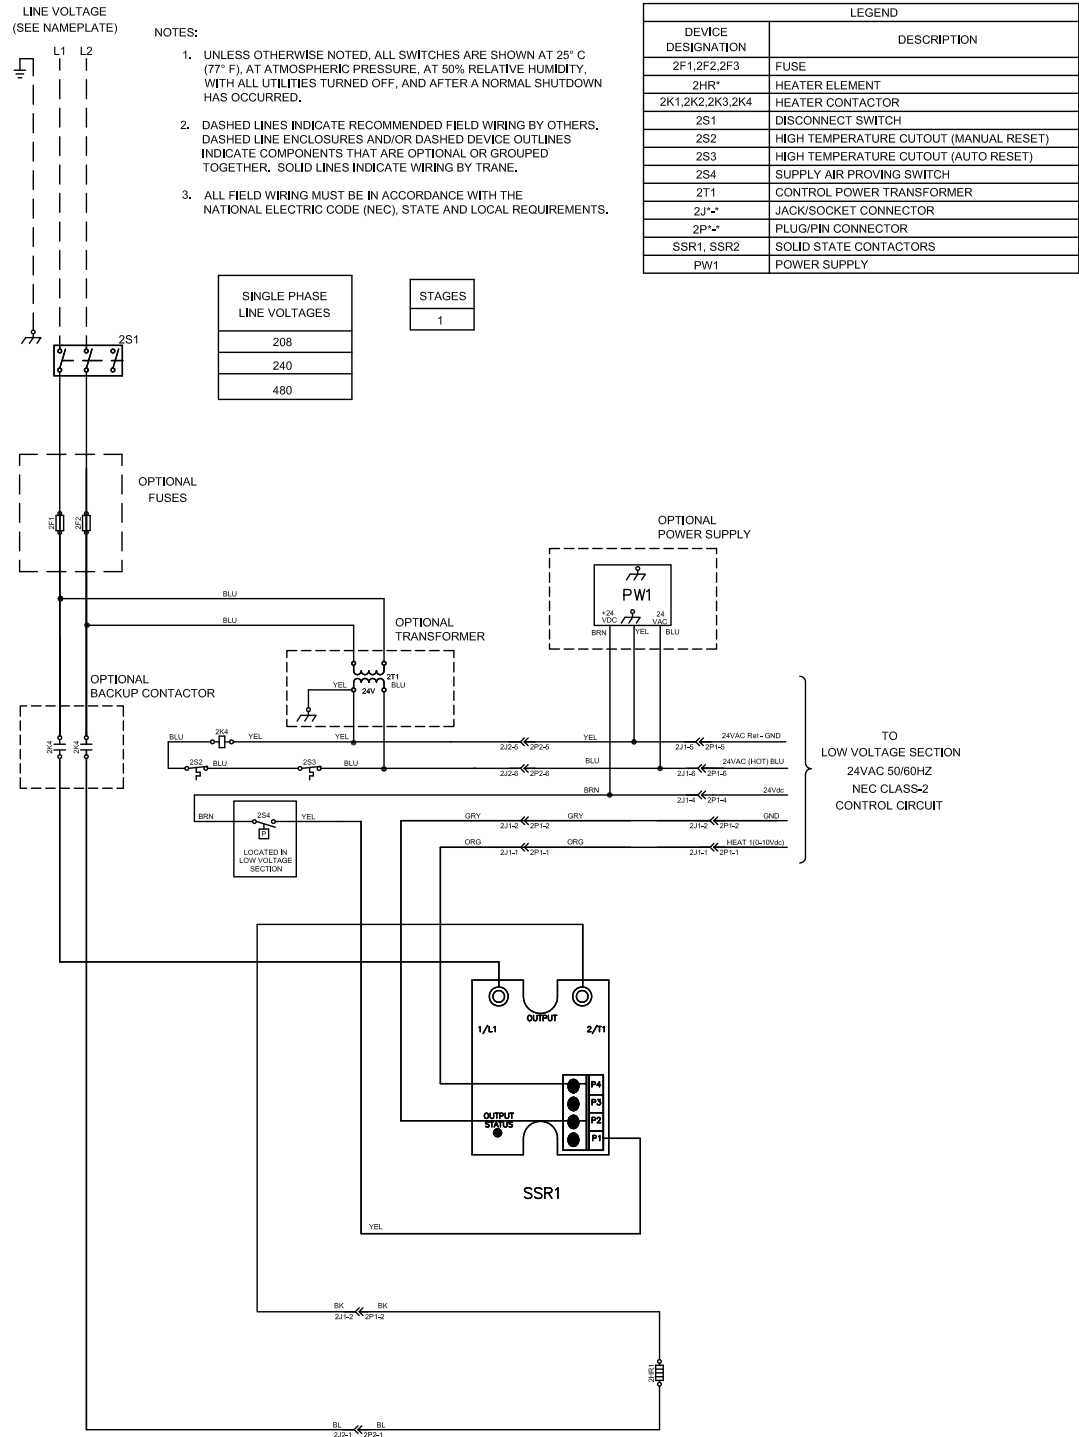 LINE VOLTAGE
(SEE NAMEPLATE)
L1 L2
NOTES:
1. UNLESS OTHERWISE NOTED, ALL SWITCHES ARE SHOWN AT 25° C
(77° F), AT ATMOSPHERIC PRESSURE, AT 50% RELATIVE HUMIDITY,
WITH ALL UTILITIES TURNED OFF, AND AFTER A NORMAL SHUTDOWN
HAS OCCURRED.
2. DASHED LINES INDICATE RECOMMENDED FIELD WIRING BY OTHERS.
DASHED LINE ENCLOSURES AND/OR DASHED DEVICE OUTLINES
INDICATE COMPONENTS THAT ARE OPTIONAL OR GROUPED
TOGETHER. SOLID LINES INDICATE WIRING BY TRANE.
3. ALL FIELD WIRING MUST BE IN ACCORDANCE WITH THE
NATIONAL ELECTRIC CODE (NEC), STATE AND LOCAL REQUIREMENTS.
LEGEND
DEVICE
DESIGNATION
DESCRIPTION
2F1,2F2,2F3 FUSE
2HR* HEATER ELEMENT
2K1,2K2,2K3,2K4 HEATER CONTACTOR
2S1 DISCONNECT SWITCH
2S2 HIGH TEMPERATURE CUTOUT (MANUAL RESET)
2S3 HIGH TEMPERATURE CUTOUT (AUTO RESET)
2S4 SUPPLY AIR PROVING SWITCH
2T1 CONTROL POWER TRANSFORMER
2J*-* JACK/SOCKET CONNECTOR
2P*-* PLUG/PIN CONNECTOR
SSR1, SSR2 SOLID STATE CONTACTORS
PW1 POWER SUPPLY
SINGLE PHASE
LINE VOLTAGES
208
240
480
STAGES
1
2S1
OPTIONAL
FUSES
2F1
2F2
BLU
BLU
OPTIONAL
TRANSFORMER
2T1
YEL
24V
BLU
OPTIONAL
POWER SUPPLY
PW1
+24
VDC
24
VAC
BRN YEL BLU
OPTIONAL
BACKUP CONTACTOR
2K4
2K4
BLU 2K4 YEL YEL
2J2-5 2P2-5
YEL
2J1-5 2P1-5
24VAC Ret- GND
2S2 BLU 2S3 BLU
2J2-6 2P2-6
BLU
2J1-6 2P1-6
24VAC (HOT) BLU
BRN
2J1-4 2P1-4
24Vdc
GRY
2J1-2 2P1-2
GRY
2J1-2 2P1-2
GND
ORG
2J1-1 2P1-1
ORG
2J1-1 2P1-1
HEAT 1(0-10Vdc)
BRN 2S4 YEL
P
LOCATED IN
LOW VOLTAGE
SECTION
TO
LOW VOLTAGE SECTION
24VAC 50/60HZ
NEC CLASS-2
CONTROL CIRCUIT
1/L1
OUTPUT
2/T1
P4
P3
P2
P1
OUTPUT
STATUS
SSR1
YEL
BK BK
2J1-2 2P1-2
2HR1
BL BL
2J2-1 2P2-1